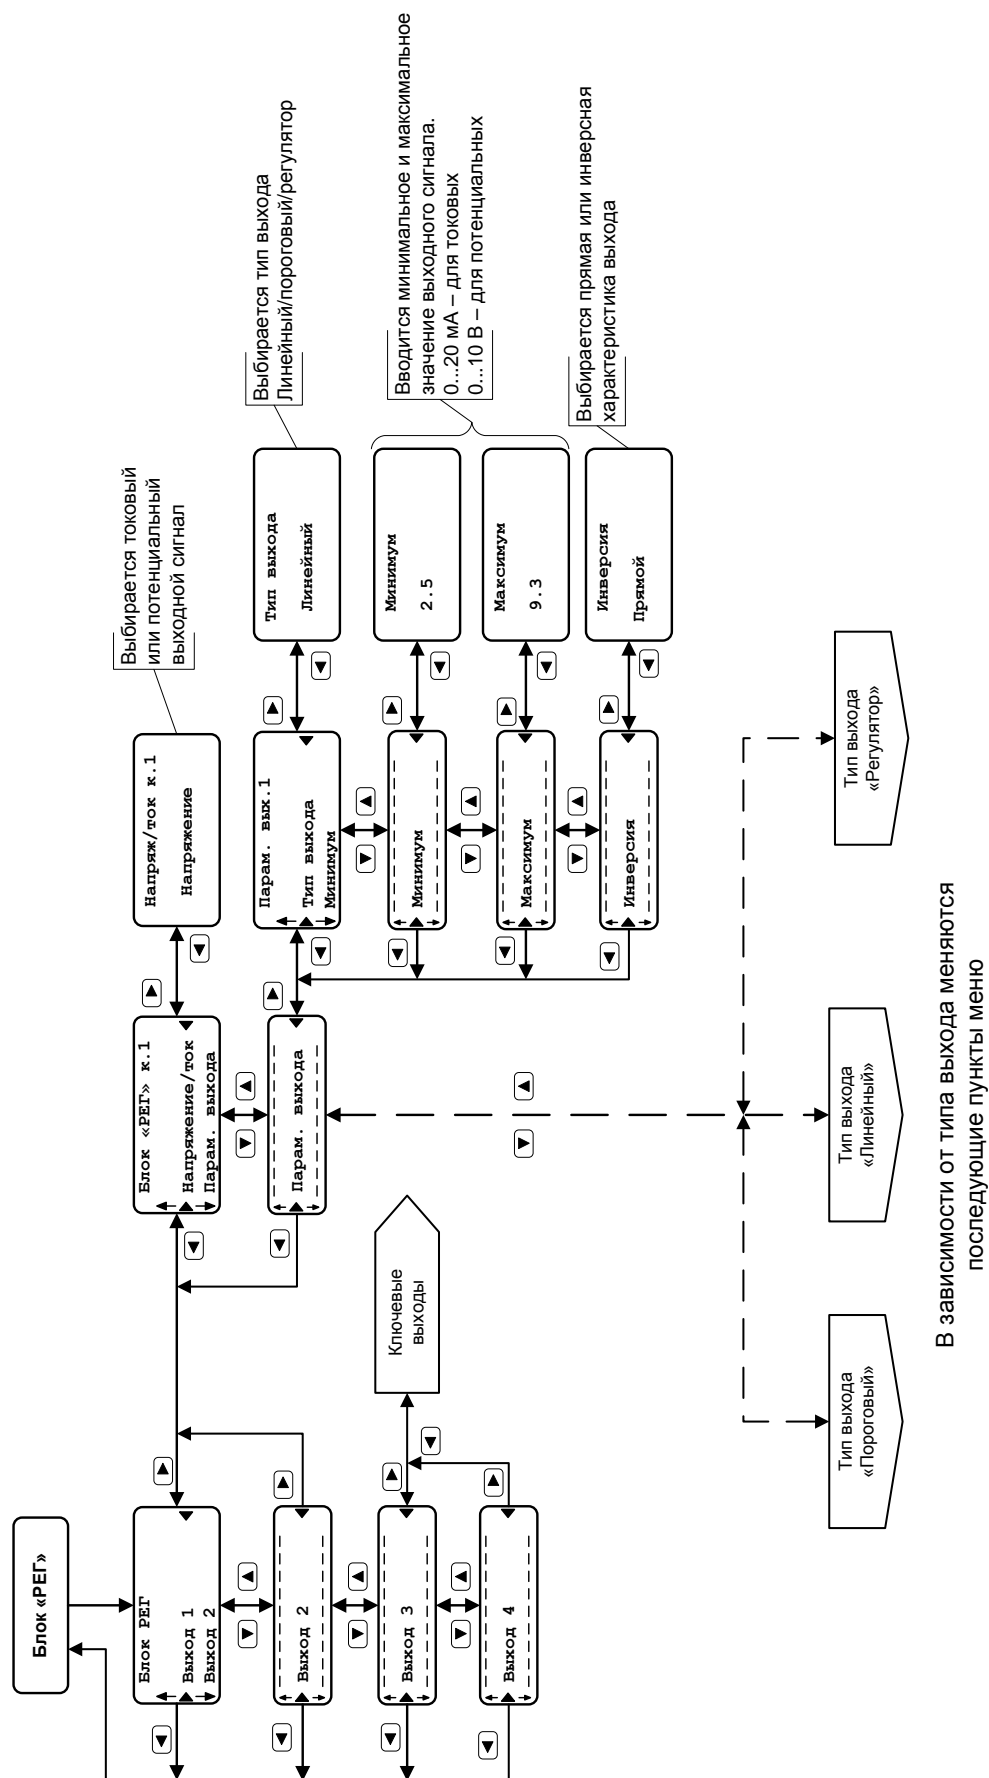 Блок «РЕГ»
Блок РЕГ
Выход 1
Выход 2
Выход 2
Выход 3
Выход 4
Ключевые
выходы
Блок «РЕГ» к.1
Напряжение/ток
Парам. выхода
Парам. выхода
Напряж/ток к.1
Напряжение
Выбирается токовый
или потенциальный
выходной сигнал
Парам. вых.1
Тип выхода
Минимум
Минимум
Максимум
Инверсия
Тип выхода
Линейный
Минимум
2.5
Максимум
9.3
Инверсия
Прямой
Выбирается тип выхода
Линейный/пороговый/регулятор
Вводится минимальное и максимальное
значение выходного сигнала.
0...20 мА – для токовых
0...10 В – для потенциальных
Выбирается прямая или инверсная
характеристика выхода
Тип выхода
«Пороговый»
Тип выхода
«Линейный»
Тип выхода
«Регулятор»
В зависимости от типа выхода меняются
последующие пункты меню